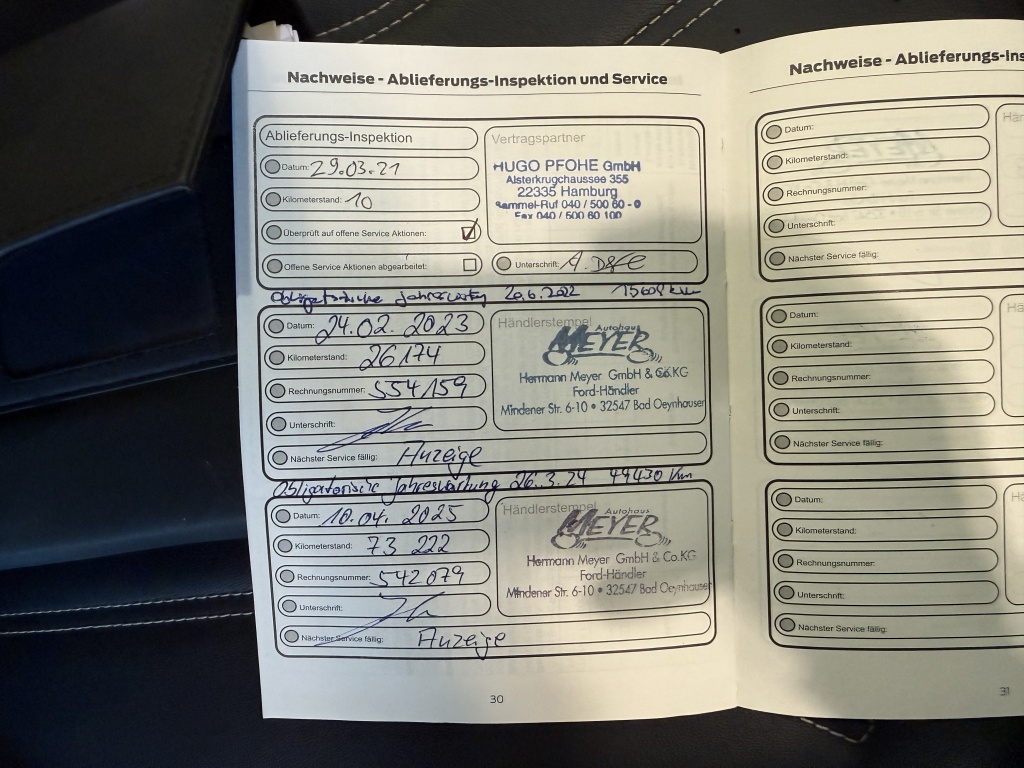 Nachweise - Ablieferungs-Inspektion und Service
Ablieferungs-Inspektion
Datum: 29.03.21
Kilometerstand: 10
Überprüft auf offene Service Aktionen:
Offene Service Aktionen abgearbeitet:
Vertragspartner
HUGO PFOHE GmbH
Alsterkrugchaussee 355
22335 Hamburg
Sammel-Ruf 040 / 500 60 - 0
Fax 040 / 500 60 100
Unterschrift:
Obligatorische Jahreswartung 20.6.2022 15604 km
Datum: 24.02.2023
Kilometerstand: 26174
Rechnungsnummer: 554159
Unterschrift:
Nächster Service fällig: Anzeige
Händlerstempel
Autohaus
MEYER
Hermann Meyer GmbH & Co.KG
Ford-Händler
Mindener Str. 6-10 • 32547 Bad Oeynhausen
Obligatorische Jahreswartung 26.3.24 49430 km
Datum: 10.04.2025
Kilometerstand: 73 222
Rechnungsnummer: 542079
Unterschrift:
Nächster Service fällig: Anzeige
Händlerstempel
Autohaus
MEYER
Hermann Meyer GmbH & Co.KG
Ford-Händler
Mindener Str. 6-10 • 32547 Bad Oeynhausen
30
Nachweise - Ablieferungs-Ins
Datum:
Kilometerstand:
Rechnungsnummer:
Unterschrift:
Nächster Service fällig:
Hän
Datum:
Kilometerstand:
Rechnungsnummer:
Unterschrift:
Nächster Service fällig:
Hä
Datum:
Kilometerstand:
Rechnungsnummer:
Unterschrift:
Nächster Service fällig:
H
31